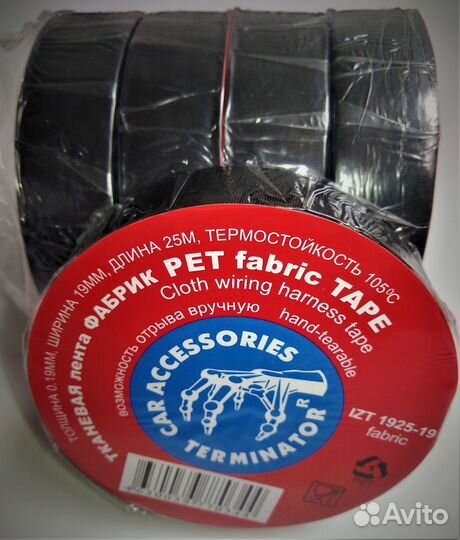 ТОЛЩИНА 0.19ММ, ШИРИНА 19ММ, ДЛИНА 25М, ТЕРМОСТОЙКОСТЬ 105ºC
ТКАНЕВАЯ лента ФАБРИК PET fabric TAPE
Cloth wiring harness tape
возможность отрыва вручную hand-tearable
CAR ACCESSORIES
TERMINATOR R
IZT 1925-19
fabric
Avito